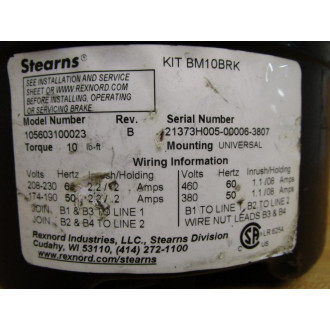 Stearns®
KIT BM10BRK
SEE INSTALLATION AND SERVICE
SHEET OR WWW.REXNORD.COM
BEFORE INSTALLING, OPERATING
OR SERVICING BRAKE.
Model Number Rev. Serial Number
105603100023 B 21373H005-00006-3807
Torque 10 lb-ft Mounting UNIVERSAL
Wiring Information
Volts Hertz Inrush/Holding Volts Hertz Inrush/Holding
208-230 60 2.2 / .2 Amps 460 60 1.1 /.08 Amps
174-190 50 2.2 / .2 Amps 380 50 1.1 /.08 Amps
JOIN B1 & B3 TO LINE 1 B1 TO LINE 1, B2 TO LINE 2
JOIN B2 & B4 TO LINE 2 WIRE NUT LEADS B3 & B4
Rexnord Industries, LLC., Stearns Division
Cudahy, WI 53110, (414) 272-1100
www.rexnord.com/stearns
C SA US LR 6254